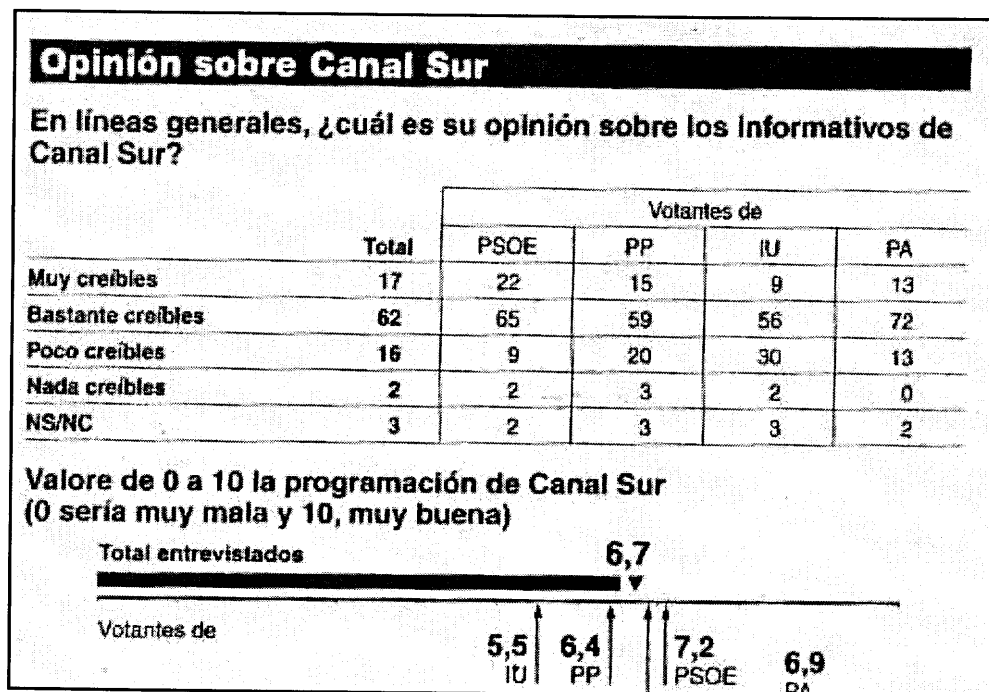 Opinión sobre Canal Sur
En líneas generales, ¿cuál es su opinión sobre los informativos de
Canal Sur?
Votantes de
Total PSOE PP IU PA
Muy creíbles 17 22 15 9 13
Bastante creíbles 62 65 59 56 72
Poco creíbles 16 9 20 30 13
Nada creíbles 2 2 3 2 0
NS/NC 3 2 3 3 2
Valore de 0 a 10 la programación de Canal Sur
(0 sería muy mala y 10, muy buena)
Total entrevistados 6,7
Votantes de
5,5 6,4 7,2 6,9
IU PP PSOE PA